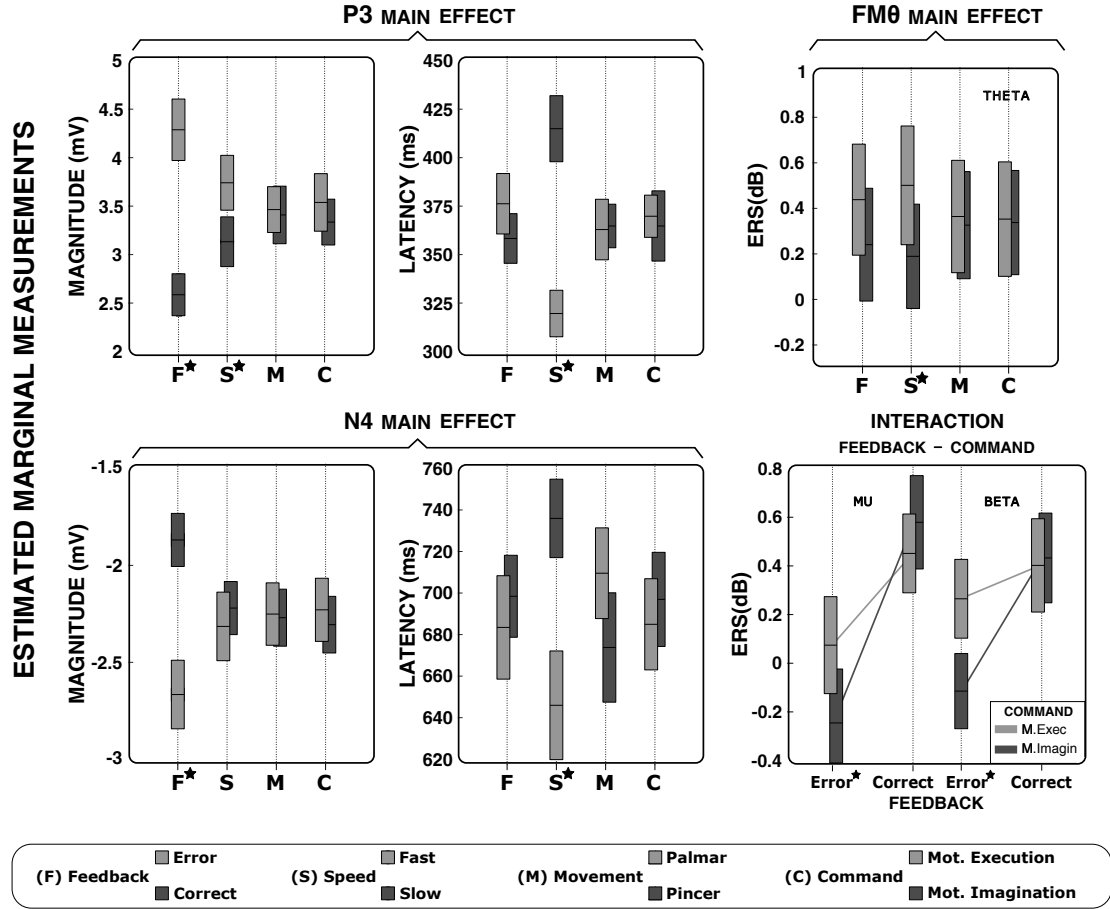 P3 MAIN EFFECT
FMθ MAIN EFFECT
ESTIMATED MARGINAL MEASUREMENTS
MAGNITUDE (mV)
5
4.5
4
3.5
3
2.5
2
F★ S★ M C
LATENCY (ms)
450
425
400
375
350
325
300
F S★ M C
ERS(dB)
1
0.8
0.6
0.4
0.2
0
-0.2
THETA
F S★ M C
N4 MAIN EFFECT
MAGNITUDE (mV)
-1.5
-2
-2.5
-3
F★ S M C
LATENCY (ms)
760
740
720
700
680
660
640
620
F S★ M C
INTERACTION
FEEDBACK – COMMAND
ERS(dB)
0.8
0.6
0.4
0.2
0
-0.2
-0.4
MU BETA
COMMAND
M.Exec
M.Imagin
Error★ Correct Error★ Correct
FEEDBACK
(F) Feedback
Error
Correct
(S) Speed
Fast
Slow
(M) Movement
Palmar
Pincer
(C) Command
Mot. Execution
Mot. Imagination